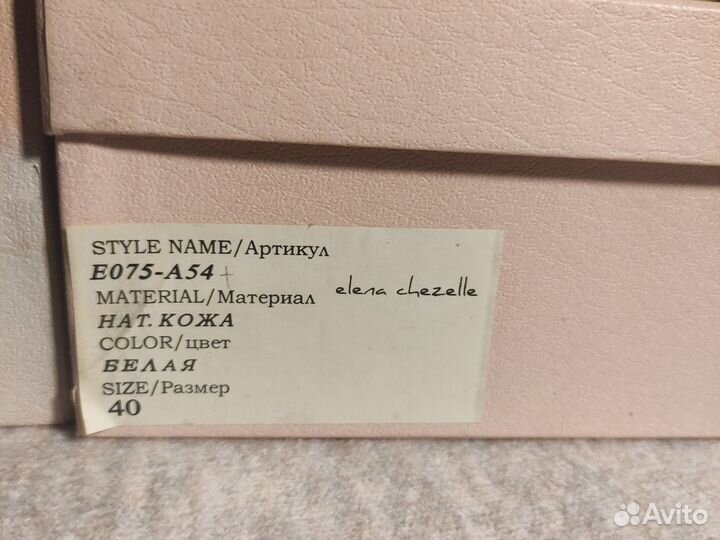 STYLE NAME/Артикул
E075-A54 +
MATERIAL/Материал
elena chezelle
НАТ. КОЖА
COLOR/цвет
БЕЛАЯ
SIZE/Размер
40
Avito